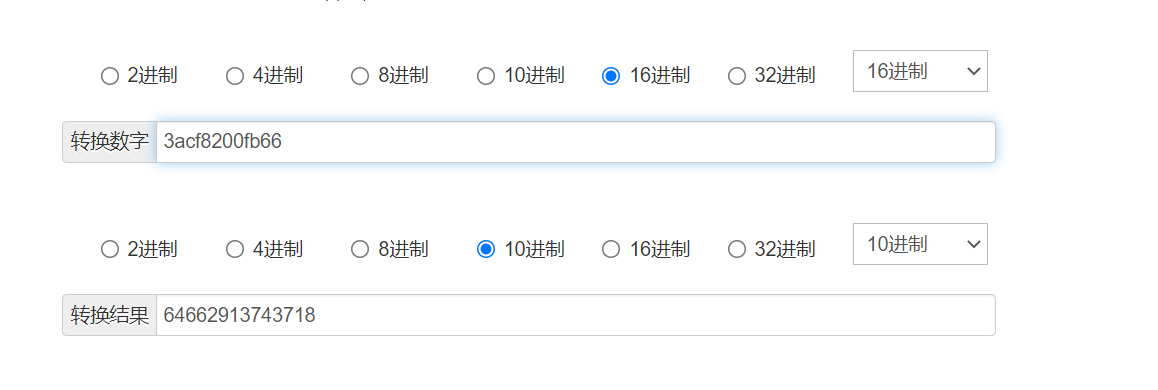 2进制 4进制 8进制 10进制 16进制 32进制 16进制
转换数字 3acf8200fb66
2进制 4进制 8进制 10进制 16进制 32进制 10进制
转换结果 64662913743718